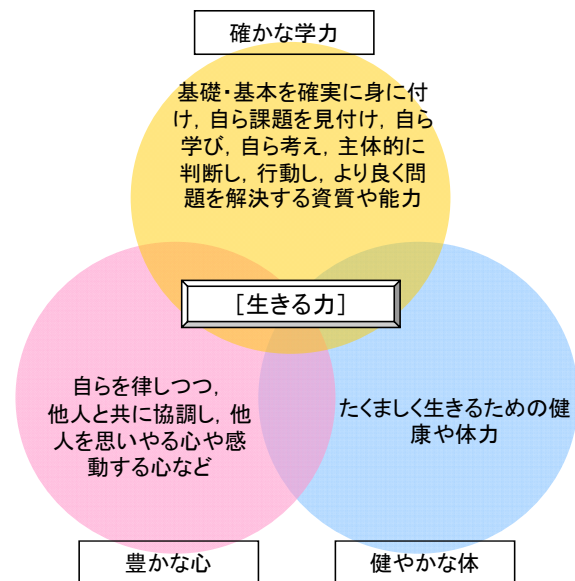 確かな学力
基礎・基本を確実に身に付
け，自ら課題を見付け，自ら
学び，自ら考え，主体的に
判断し，行動し，より良く問
題を解決する資質や能力
［生きる力］
自らを律しつつ，
他人と共に協調し，他
人を思いやる心や感
動する心など
たくましく生きるための健
康や体力
豊かな心
健やかな体